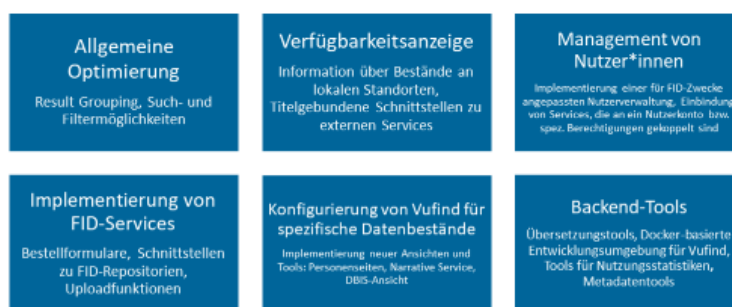 Allgemeine
Optimierung
Result Grouping, Such- und
Filtermöglichkeiten
Verfügbarkeitsanzeige
Information über Bestände an
lokalen Standorten,
Titelgebundene Schnittstellen zu
externen Services
Management von
Nutzer*innen
Implementierung einer für FID-Zwecke
angepassten Nutzerverwaltung, Einbindung
von Services, die an ein Nutzerkonto bzw.
spez. Berechtigungen gekoppelt sind
Implementierung von
FID-Services
Bestellformulare, Schnittstellen
zu FID-Repositorien,
Uploadfunktionen
Konfigurierung von Vufind für
spezifische Datenbestände
Implementierung neuer Ansichten und
Tools: Personenseiten, Narrative Service,
DBIS-Ansicht
Backend-Tools
Übersetzungstools, Docker-basierte
Entwicklungsumgebung für Vufind,
Tools für Nutzungsstatistiken,
Metadatentools